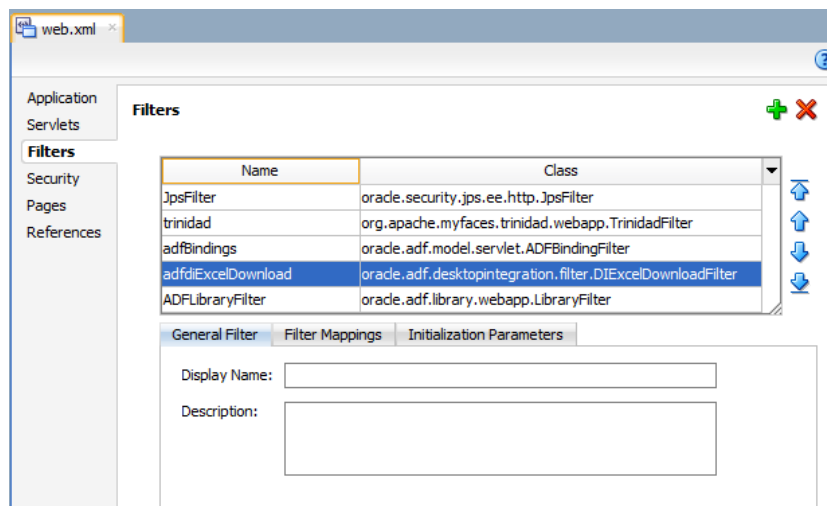 web.xml
Application
Servlets
Filters
Security
Pages
References
Filters
Name Class
JpsFilter oracle.security.jps.ee.http.JpsFilter
trinidad org.apache.myfaces.trinidad.webapp.TrinidadFilter
adfBindings oracle.adf.model.servlet.ADFBindingFilter
adfdiExcelDownload oracle.adf.desktopintegration.filter.DIExcelDownloadFilter
ADFLibraryFilter oracle.adf.library.webapp.LibraryFilter
General Filter Filter Mappings Initialization Parameters
Display Name:
Description: